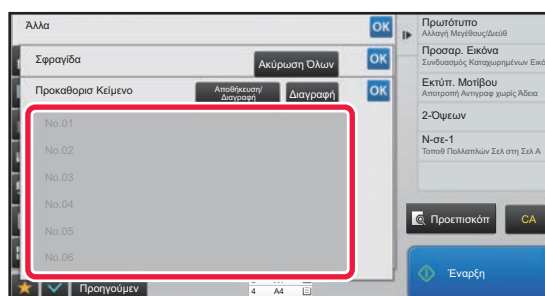 Άλλα
OK
Σφραγίδα
Ακύρωση Όλων
OK
Προκαθορισ Κείμενο
Αποθήκευση/
Διαγραφή
Διαγραφή
OK
No.01
No.02
No.03
No.04
No.05
No.06
Προηγούμεν
4 A4
Πρωτότυπο
Αλλαγή Μεγέθους/Διεύθ
Προσαρ. Εικόνα
Συνδυασμός Καταχωρημένων Εικό
Εκτύπ. Μοτίβου
Αποτροπή Αντιγραφ χωρίς Άδεια
2-Όψεων
N-σε-1
Τοποθ Πολλαπλών Σελ στη Σελ Α
Προεπισκόπ
CA
Έναρξη